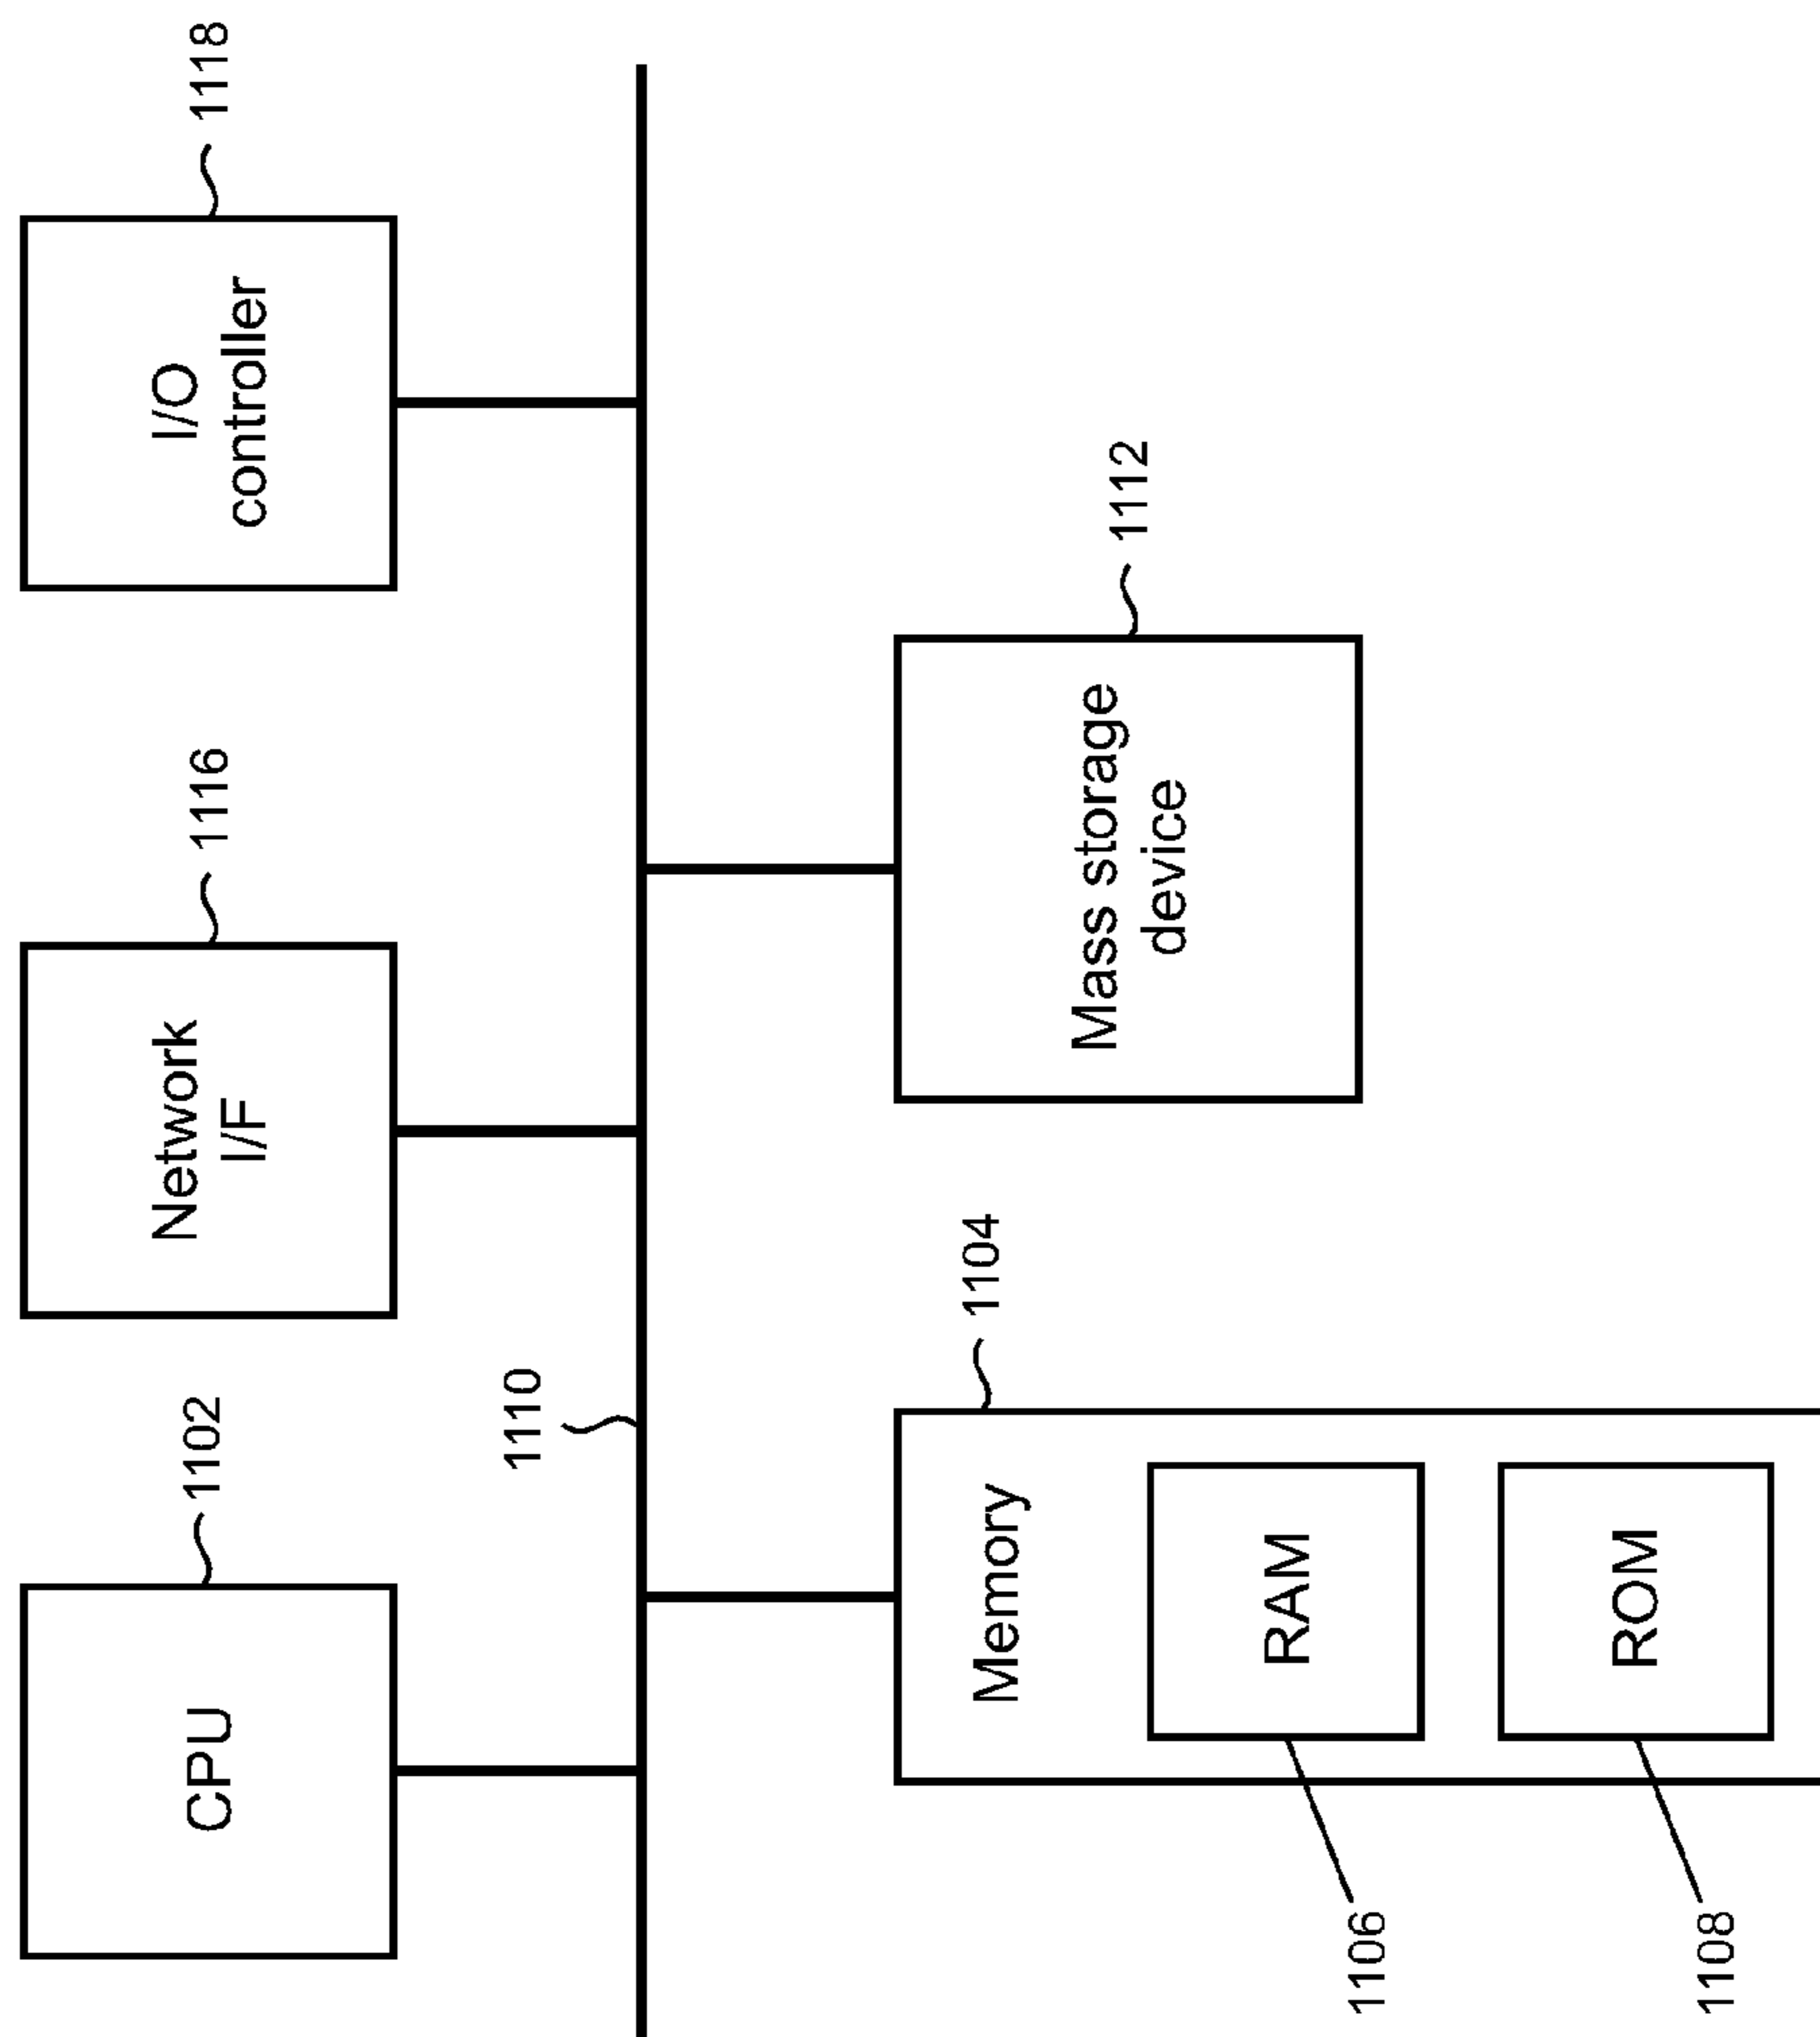 1102
CPU
1116
Network
I/F
1118
I/O
controller
1110
1104
Memory
RAM
ROM
1106
1108
1112
Mass storage
device